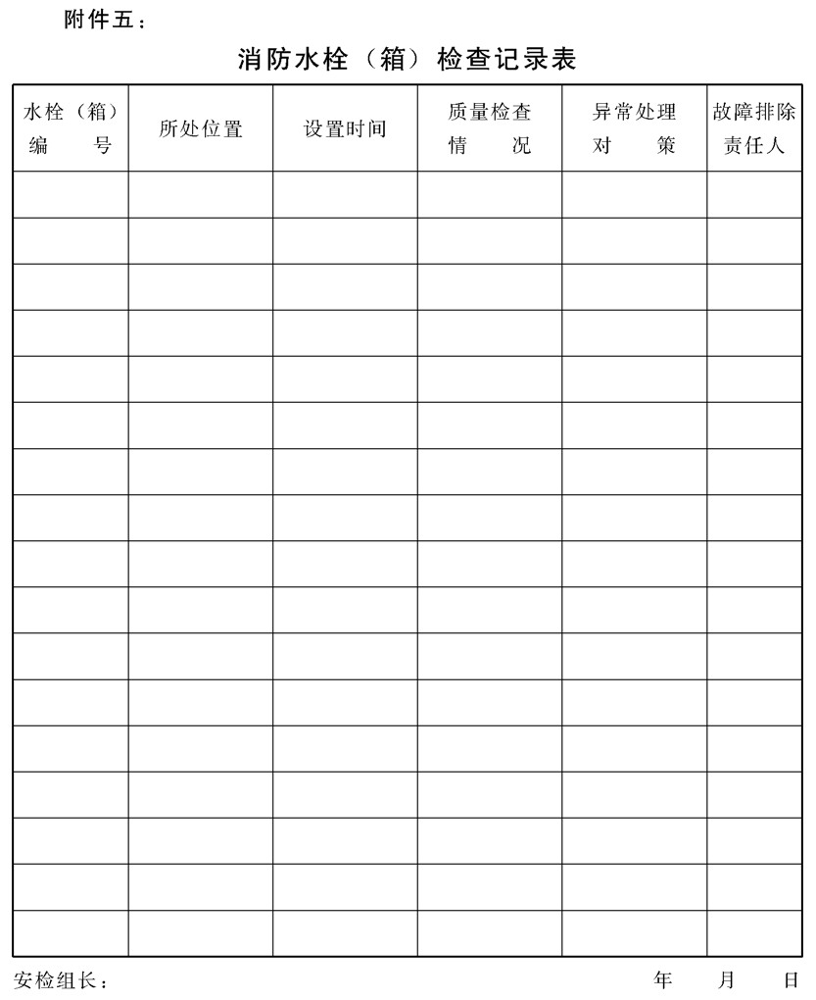 附件五：
消防水栓（箱）检查记录表
水栓（箱）
编　　号
所处位置
设置时间
质量检查
情　　况
异常处理
对　　策
故障排除
责任人
安检组长：
年　　月　　日